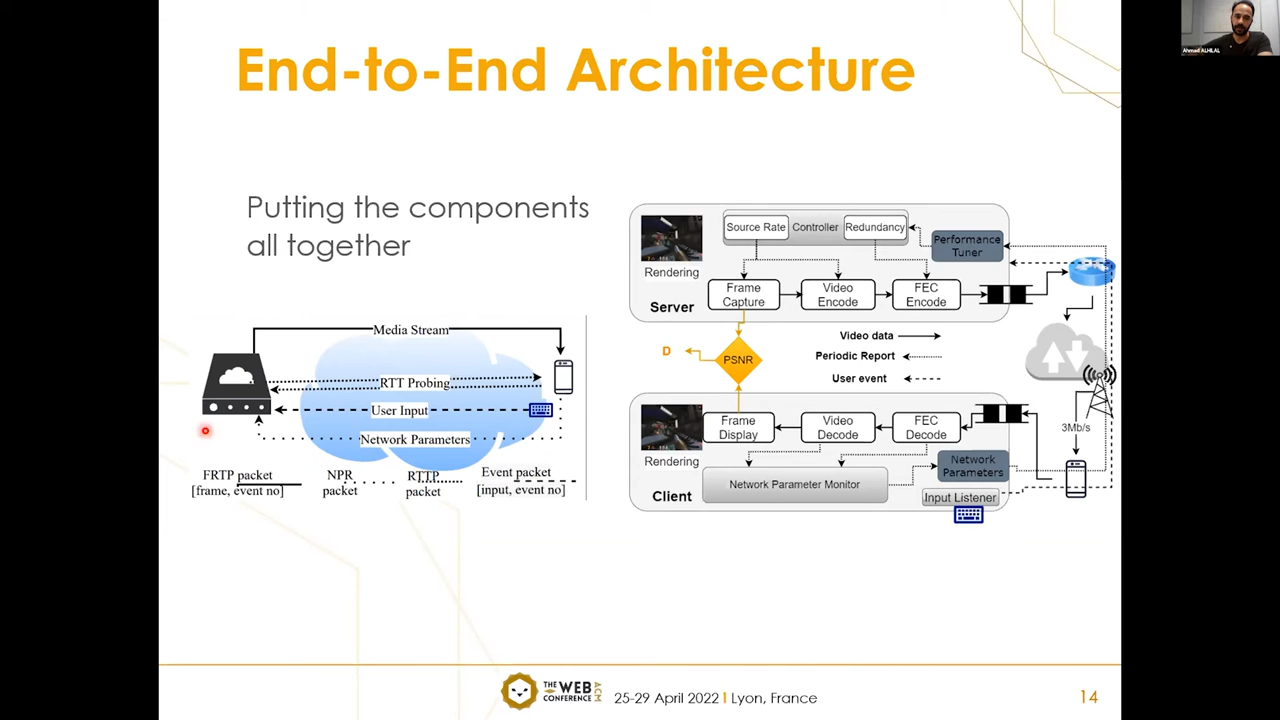 Ahmad ALHILAL
End-to-End Architecture
Putting the components
all together
Media Stream
RTT Probing
User Input
Network Parameters
FRTP packet
[frame, event no]
NPR
packet
RTTP
packet
Event packet
[input, event no]
Source Rate
Controller
Redundancy
Performance
Tuner
Rendering
Server
Frame
Capture
Video
Encode
FEC
Encode
Video data
Periodic Report
User event
D
PSNR
Frame
Display
Video
Decode
FEC
Decode
Rendering
Client
Network Parameter Monitor
Network
Parameters
Input Listener
3Mb/s
THE WEB
CONFERENCE
ACM
25-29 April 2022 I Lyon, France
14